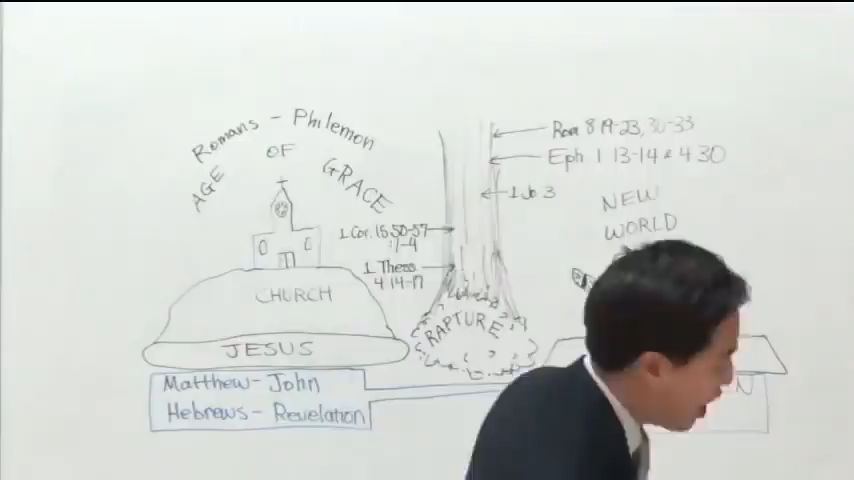 Romans - Philemon
AGE OF GRACE
CHURCH
JESUS
Matthew - John
Hebrews - Revelation
1 Cor. 15:50-57
:1-4
1 Thess
4:14-17
RAPTURE
Rom 8 19-23, 30-33
Eph 1 13-14 & 4 30
1 Jo 3
NEW
WORLD
N